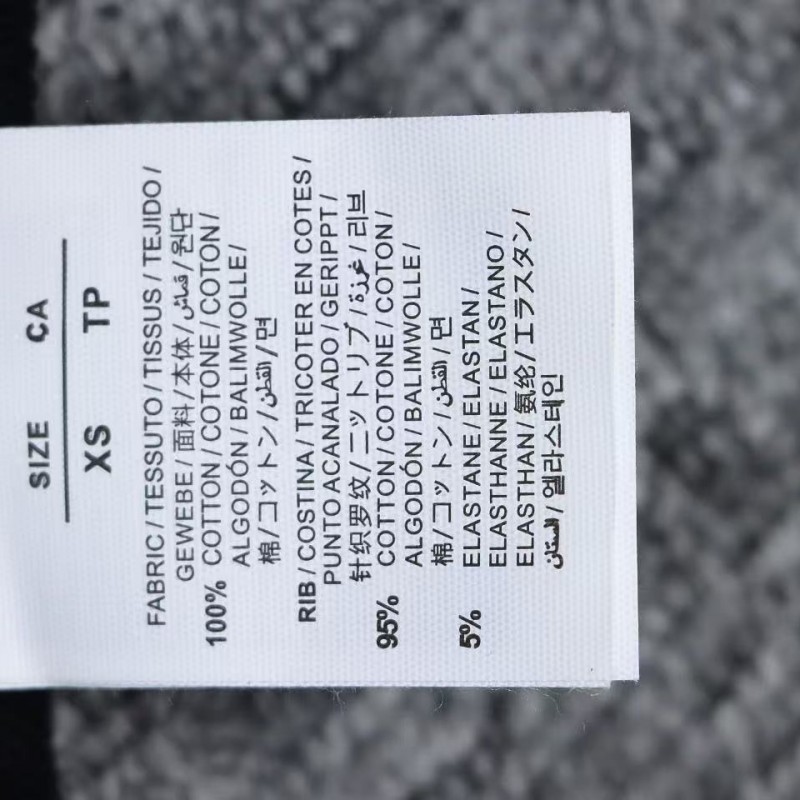 SIZE CA
XS TP
FABRIC / TESSUTO / TISSUS / TEJIDO /
GEWEBE / 面料 / 本体 / قماش / 원단
100% COTTON / COTONE / COTON /
ALGODÓN / BALIMWOLLE /
棉 / コットン / القطن / 면
RIB / COSTINA / TRICOTER EN COTES /
PUNTO ACANALADO / GERIPPT /
针织罗纹 / ニットリブ / غرزة / 리브
95% COTTON / COTONE / COTON /
ALGODÓN / BALIMWOLLE /
棉 / コットン / القطن / 면
5% ELASTANE / ELASTAN /
ELASTHANNE / ELASTANO /
ELASTHAN / 氨纶 / エラスタン /
/ 엘라스테인